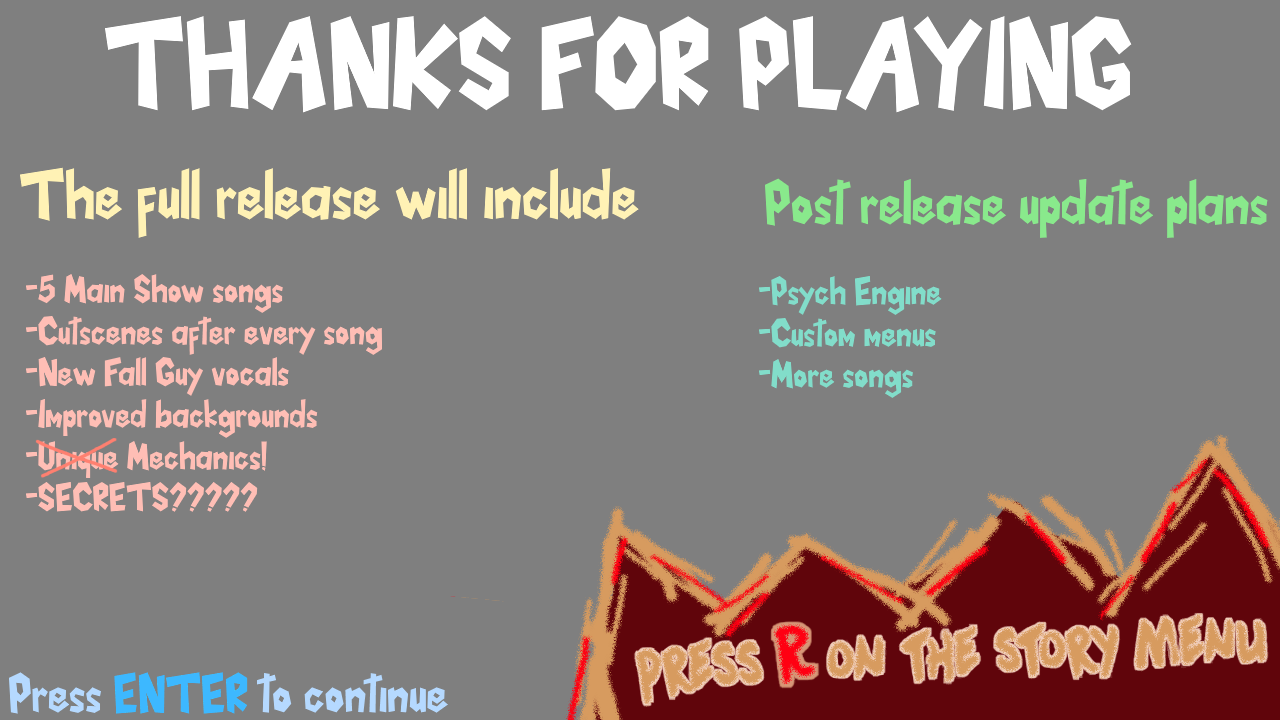 THANKS FOR PLAYING
The full release will include
-5 Main Show songs
-Cutscenes after every song
-New Fall Guy vocals
-Improved backgrounds
-Unique Mechanics!
-SECRETS?????
Post release update plans
-Psych Engine
-Custom menus
-More songs
PRESS R ON THE STORY MENU
Press ENTER to continue